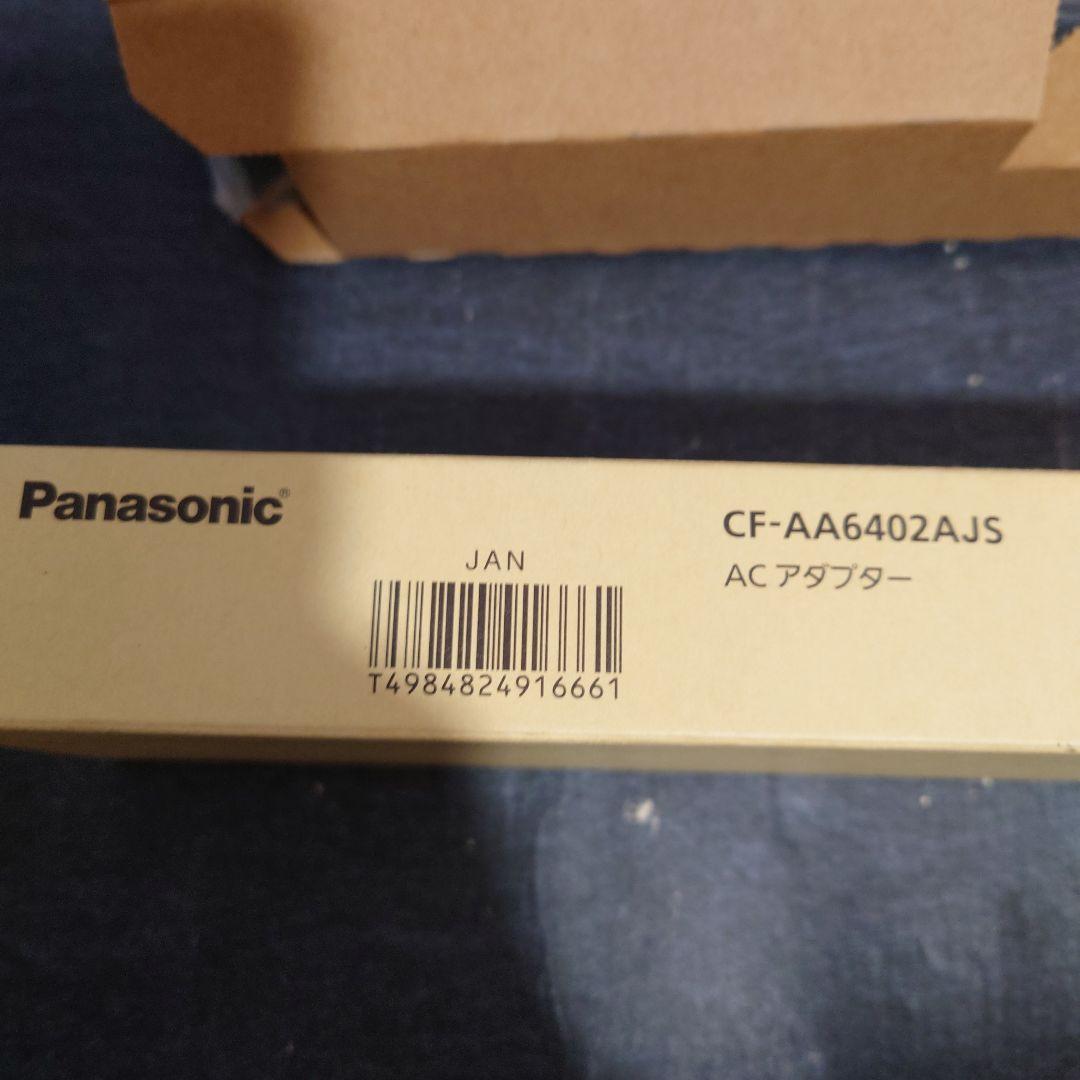 Panasonic®
CF-AA6402AJS
JAN
ACアダプター
T4984824916661